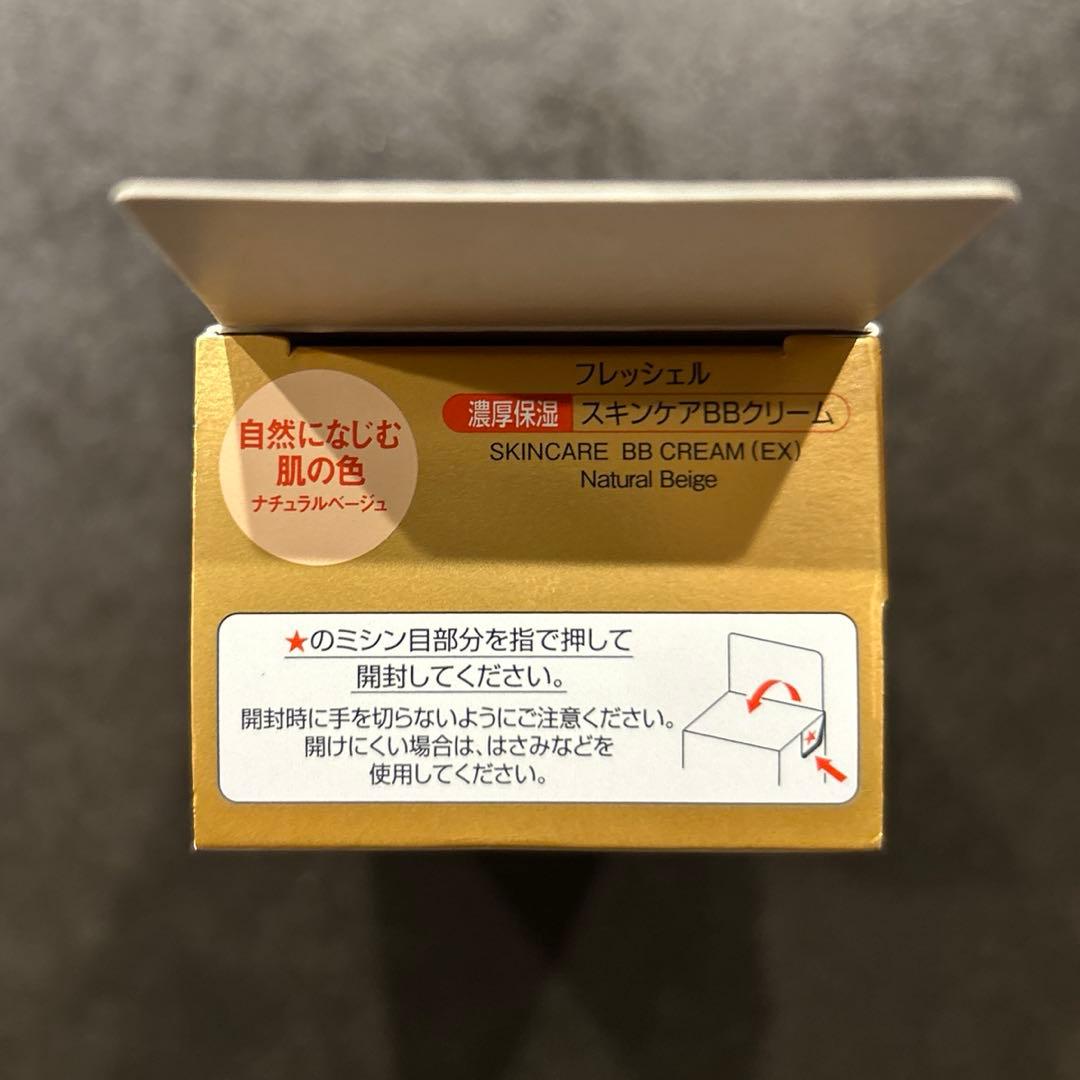 フレッシェル
濃厚保湿 スキンケアBBクリーム
SKINCARE BB CREAM (EX)
Natural Beige
自然になじむ
肌の色
ナチュラルベージュ
★のミシン目部分を指で押して
開封してください。
開封時に手を切らないようにご注意ください。
開けにくい場合は、はさみなどを
使用してください。
★